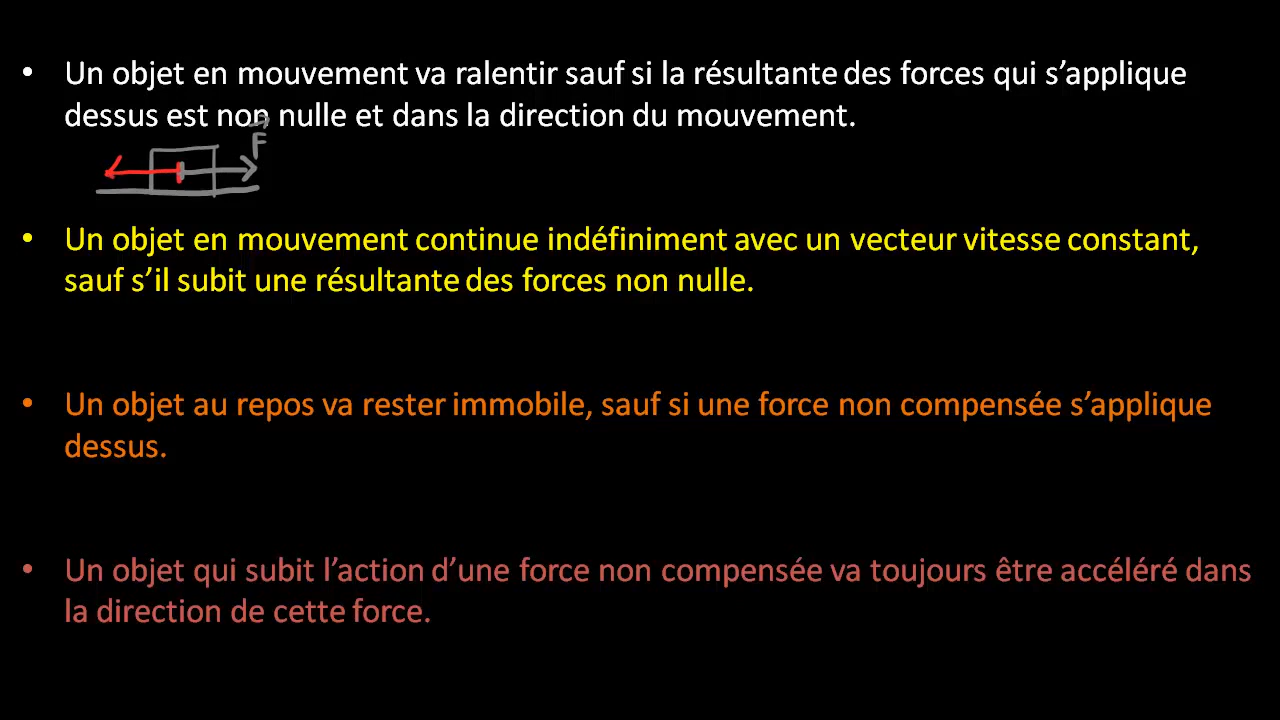 • Un objet en mouvement va ralentir sauf si la résultante des forces qui s’applique
dessus est non nulle et dans la direction du mouvement.
F
• Un objet en mouvement continue indéfiniment avec un vecteur vitesse constant,
sauf s’il subit une résultante des forces non nulle.
• Un objet au repos va rester immobile, sauf si une force non compensée s’applique
dessus.
• Un objet qui subit l’action d’une force non compensée va toujours être accéléré dans
la direction de cette force.